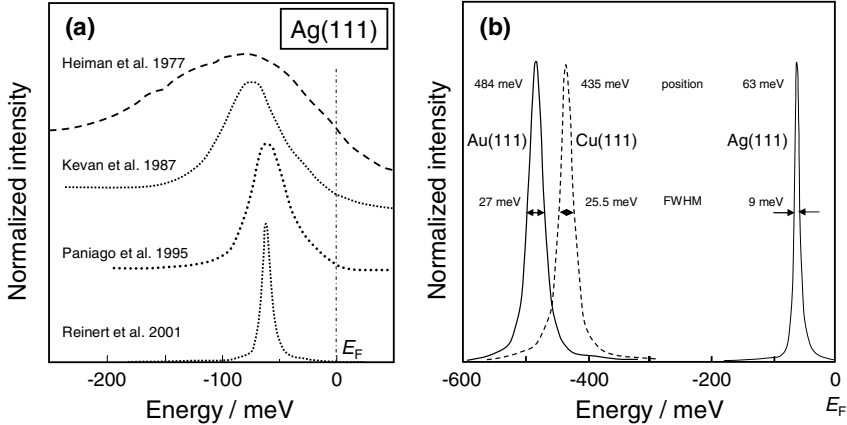 (a)
Ag(111)
Heiman et al. 1977
Kevan et al. 1987
Paniago et al. 1995
Reinert et al. 2001
E_F
Normalized intensity
-200
-100
0
Energy / meV
(b)
484 meV
435 meV
position
63 meV
Au(111)
Cu(111)
Ag(111)
27 meV
25.5 meV
FWHM
9 meV
Normalized intensity
-600
-400
-200
0
Energy / meV
E_F